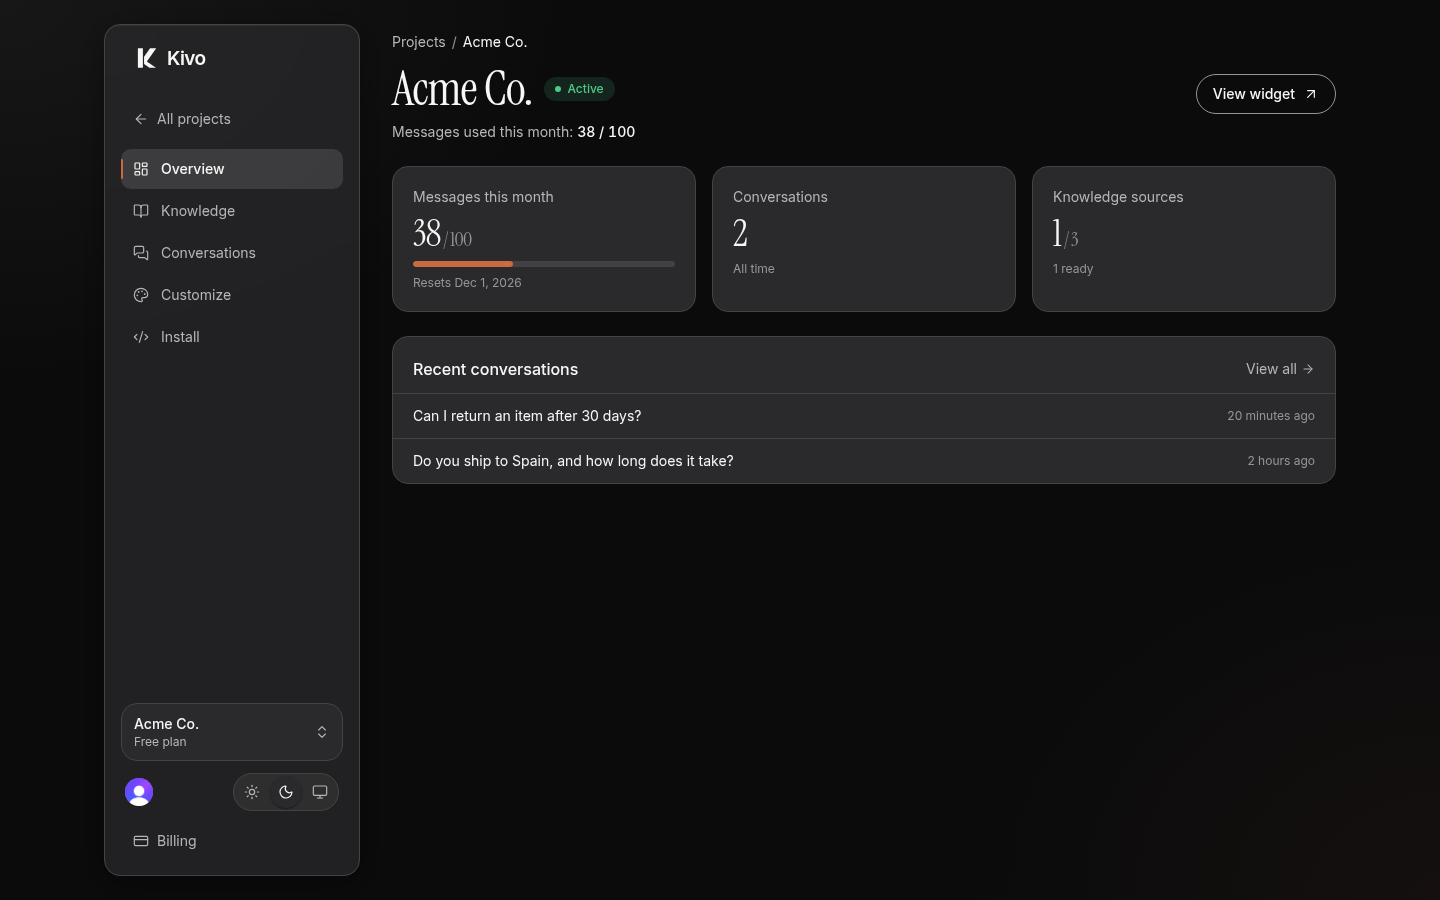 Kivo
All projects
Overview
Knowledge
Conversations
Customize
Install
Acme Co.
Free plan
Billing
Projects / Acme Co.
Acme Co.
Active
Messages used this month: 38 / 100
View widget
Messages this month
38/100
Resets Dec 1, 2026
Conversations
2
All time
Knowledge sources
1/3
1 ready
Recent conversations
View all
Can I return an item after 30 days?
20 minutes ago
Do you ship to Spain, and how long does it take?
2 hours ago